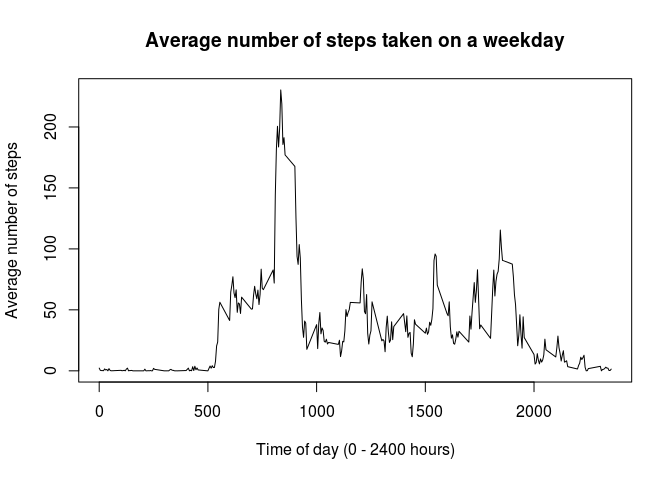 Average number of steps taken on a weekday
Average number of steps
200
150
100
50
0
0 500 1000 1500 2000
Time of day (0 - 2400 hours)